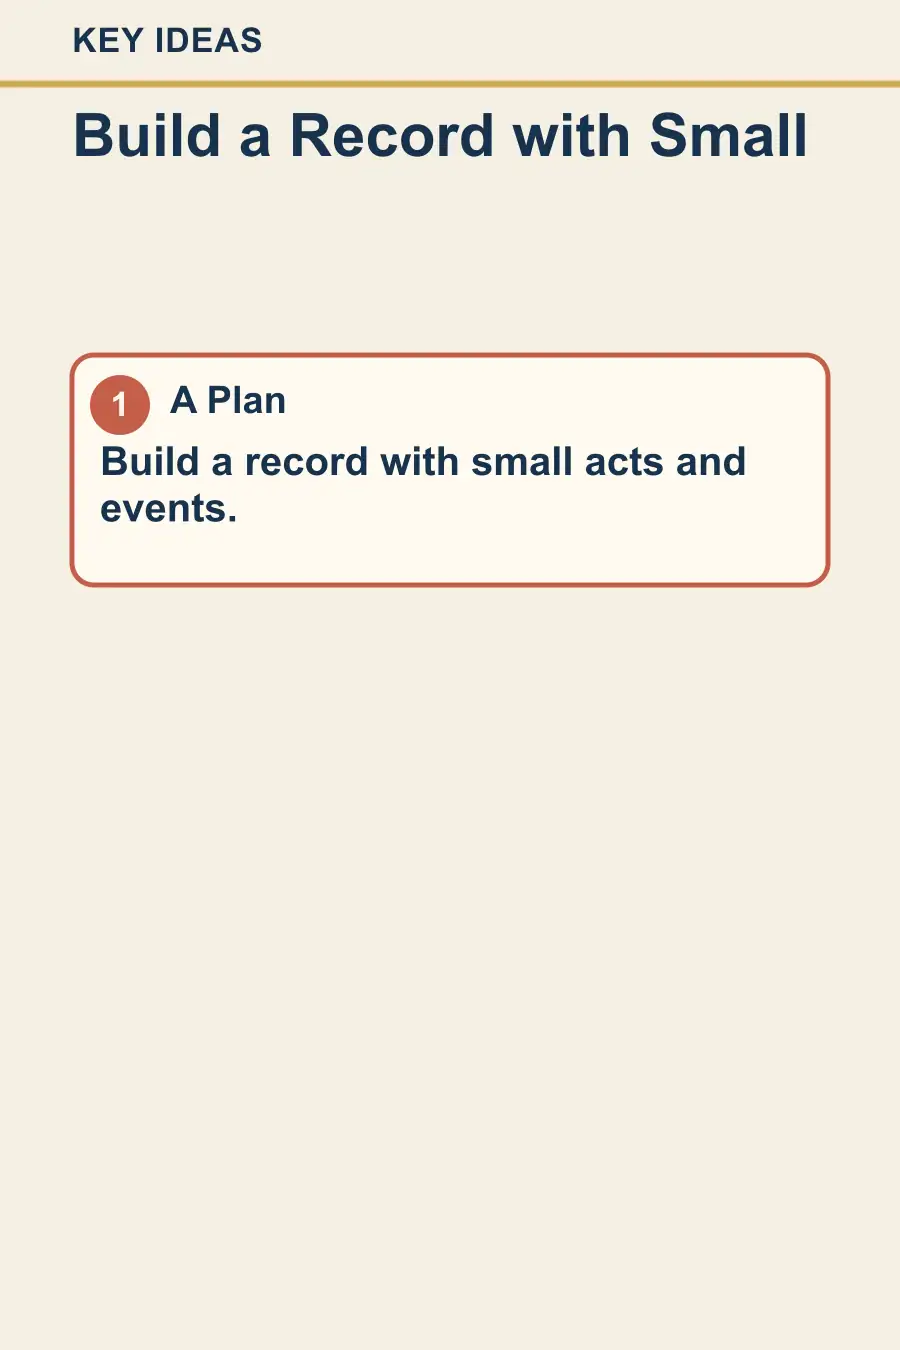 KEY IDEAS
Build a Record with Small
1 A Plan
Build a record with small acts and
events.